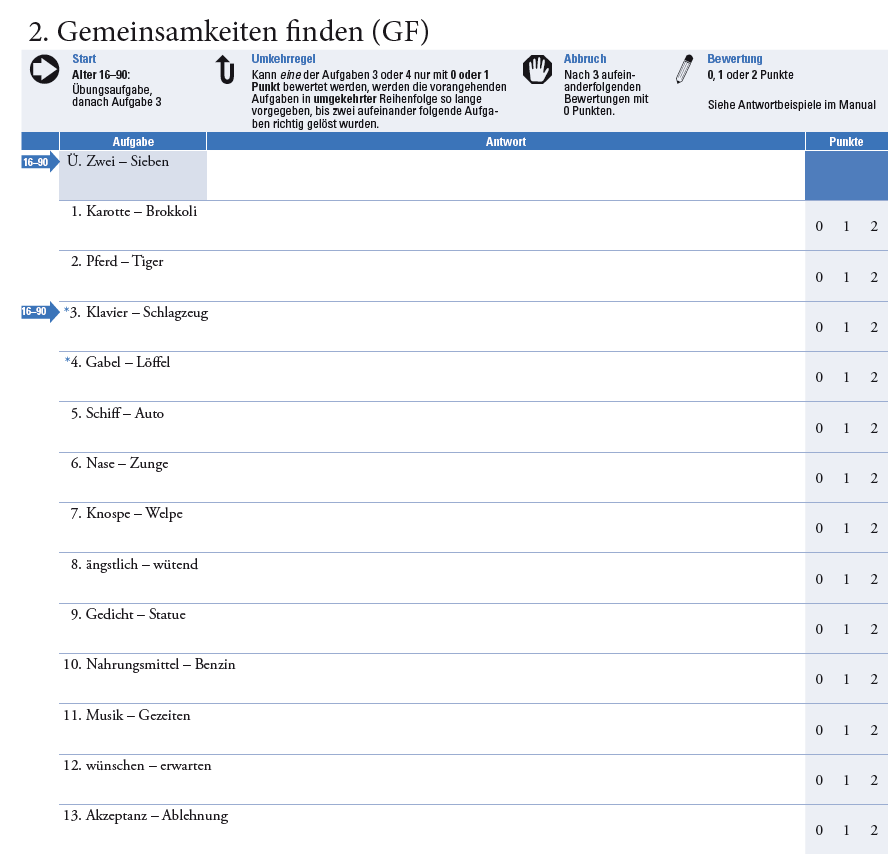 2. Gemeinsamkeiten finden (GF)
Start
Alter 16–90:
Übungsaufgabe,
danach Aufgabe 3
Umkehrregel
Kann eine der Aufgaben 3 oder 4 nur mit 0 oder 1
Punkt bewertet werden, werden die vorangehenden
Aufgaben in umgekehrter Reihenfolge so lange
vorgegeben, bis zwei aufeinander folgende Aufga-
ben richtig gelöst wurden.
Abbruch
Nach 3 aufein-
anderfolgenden
Bewertungen mit
0 Punkten.
Bewertung
0, 1 oder 2 Punkte
Siehe Antwortbeispiele im Manual
Aufgabe Antwort Punkte
16–90 Ü. Zwei – Sieben
1. Karotte – Brokkoli
0 1 2
2. Pferd – Tiger
0 1 2
16–90 *3. Klavier – Schlagzeug
0 1 2
*4. Gabel – Löffel
0 1 2
5. Schiff – Auto
0 1 2
6. Nase – Zunge
0 1 2
7. Knospe – Welpe
0 1 2
8. ängstlich – wütend
0 1 2
9. Gedicht – Statue
0 1 2
10. Nahrungsmittel – Benzin
0 1 2
11. Musik – Gezeiten
0 1 2
12. wünschen – erwarten
0 1 2
13. Akzeptanz – Ablehnung
0 1 2